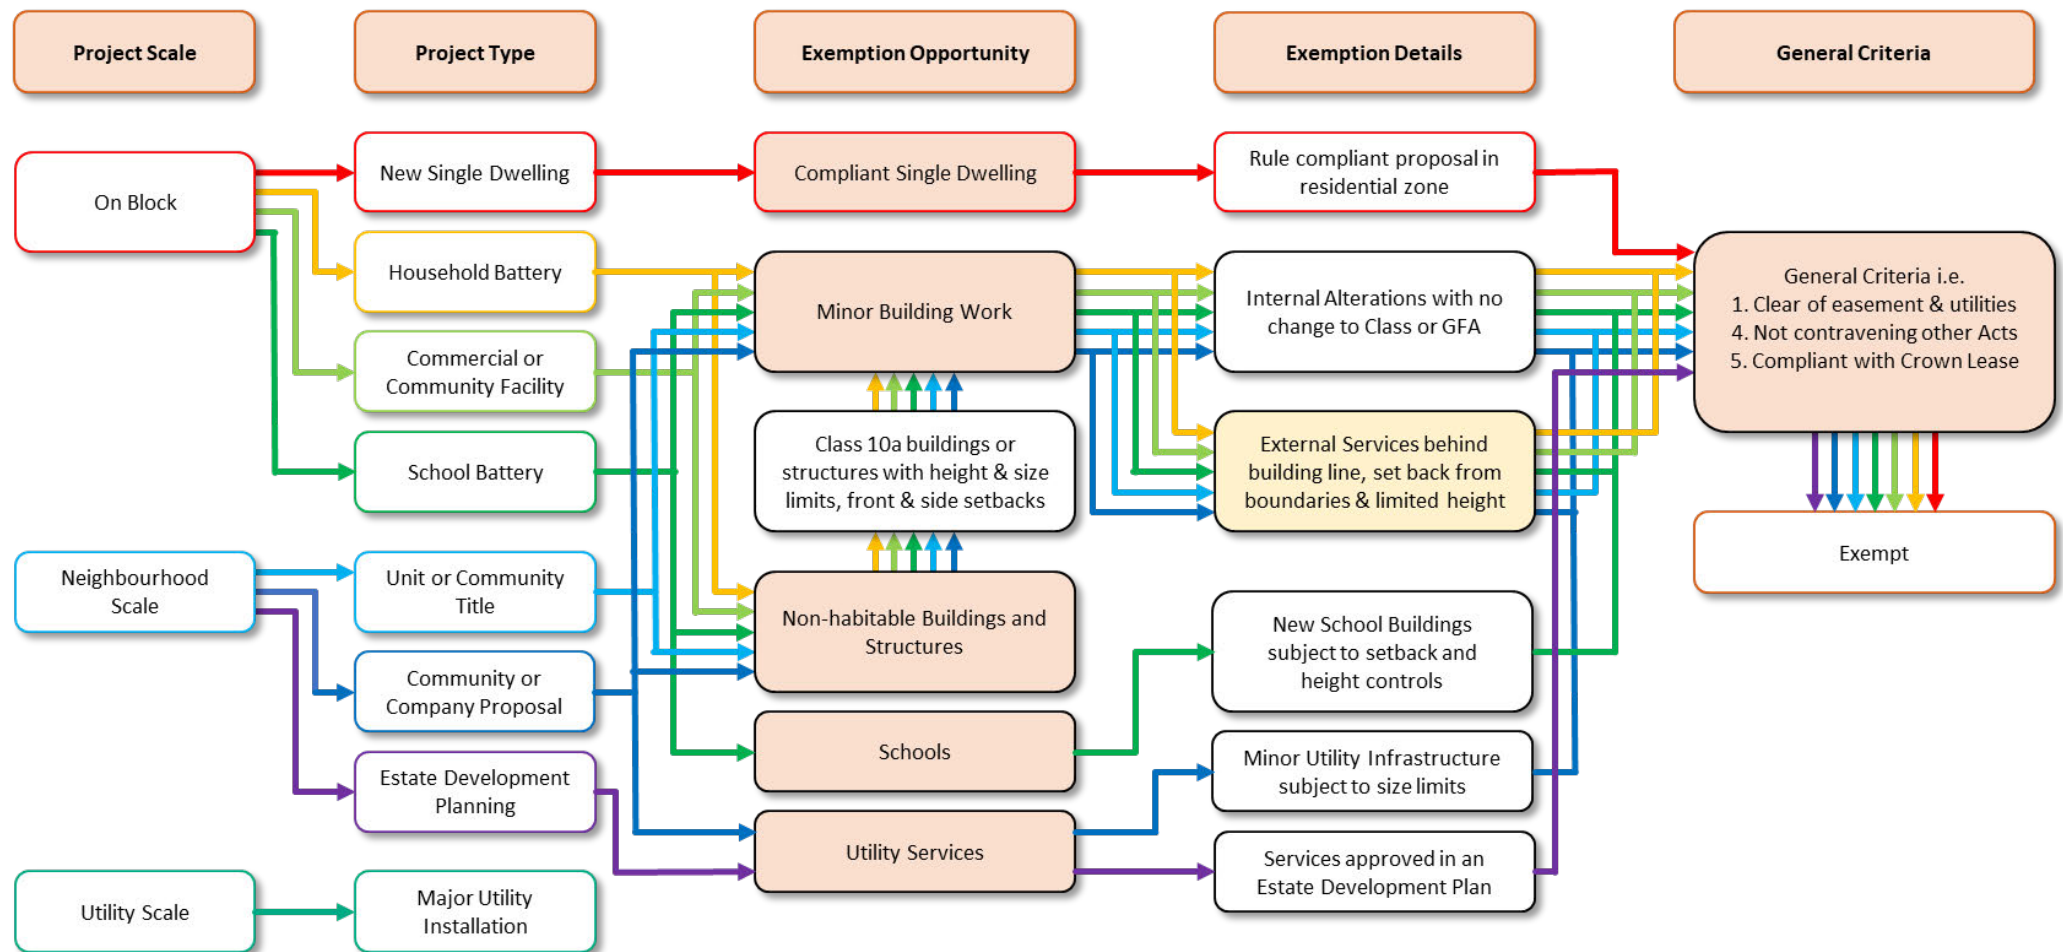 Project Scale
Project Type
Exemption Opportunity
Exemption Details
General Criteria
On Block
New Single Dwelling
Compliant Single Dwelling
Rule compliant proposal in
residential zone
Household Battery
Minor Building Work
Internal Alterations with no
change to Class or GFA
General Criteria i.e.
1. Clear of easement & utilities
4. Not contravening other Acts
5. Compliant with Crown Lease
Commercial or
Community Facility
School Battery
Class 10a buildings or
structures with height & size
limits, front & side setbacks
External Services behind
building line, set back from
boundaries & limited height
Exempt
Neighbourhood
Scale
Unit or Community
Title
Non-habitable Buildings and
Structures
New School Buildings
subject to setback and
height controls
Community or
Company Proposal
Schools
Minor Utility Infrastructure
subject to size limits
Estate Development
Planning
Utility Services
Services approved in an
Estate Development Plan
Utility Scale
Major Utility
Installation